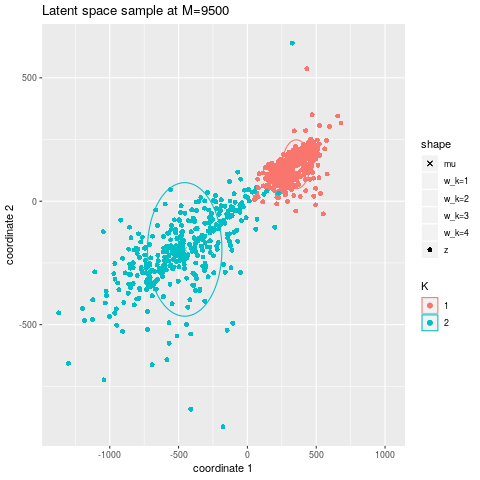 Latent space sample at M=9500
500
0
-500
-1000
-500
0
500
1000
coordinate 1
coordinate 2
shape
mu
w_k=1
w_k=2
w_k=3
w_k=4
z
K
1
2